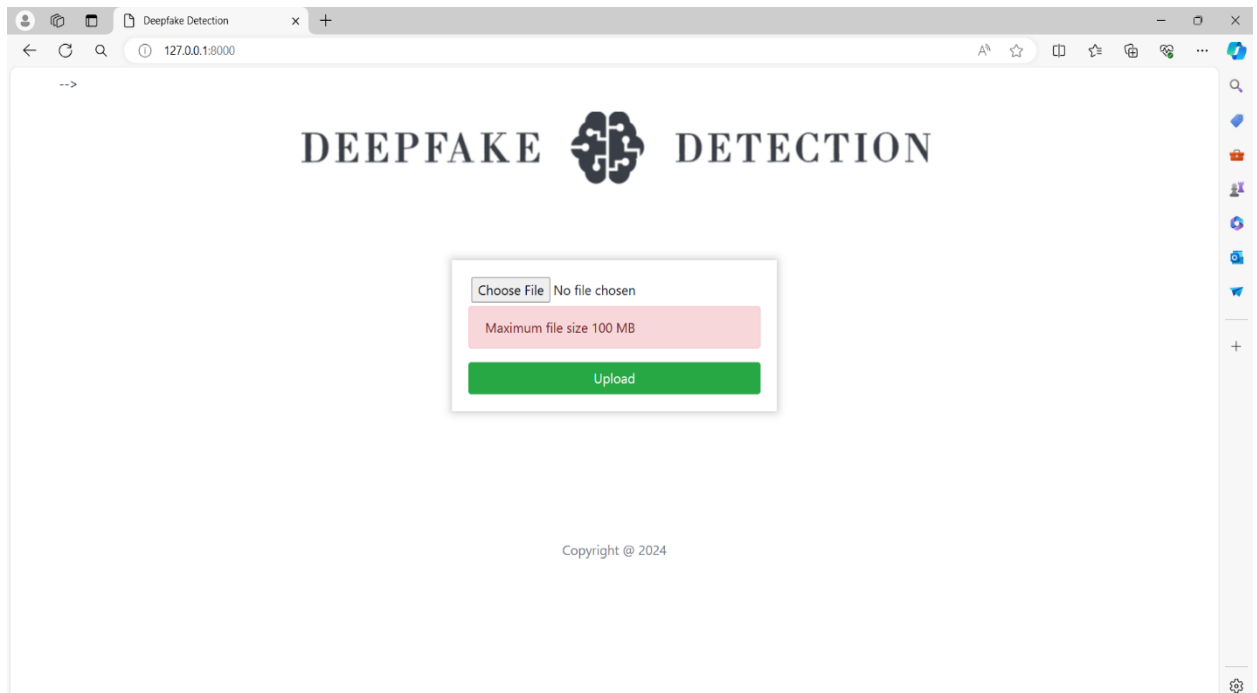 Deepfake Detection
127.0.0.1:8000
-->
DEEPFAKE DETECTION
Choose File No file chosen
Maximum file size 100 MB
Upload
Copyright @ 2024